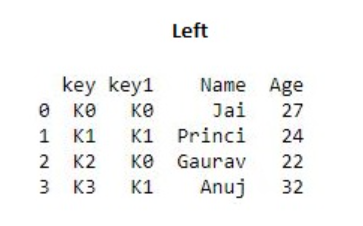 Left
key key1 Name Age
0 K0 K0 Jai 27
1 K1 K1 Princi 24
2 K2 K0 Gaurav 22
3 K3 K1 Anuj 32